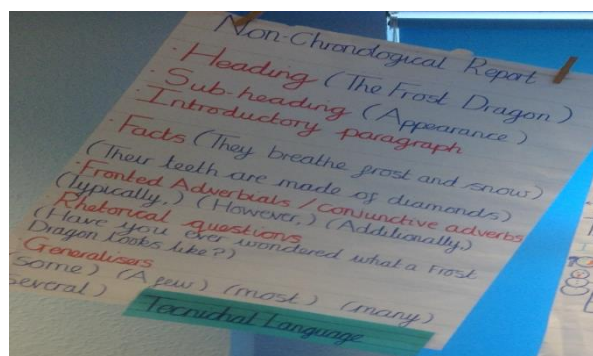 Non-Chronological Report
· Heading (The Frost Dragon)
· Sub-heading (Appearance)
· Introductory paragraph
· Facts (They breathe frost and snow)
(Their teeth are made of diamonds)
· Fronted Adverbials / conjunctive adverbs
(Typically,) (However,) (Additionally,)
Rhetorical questions
(Have you ever wondered what a Frost
Dragon looks like?)
· Generalisers
(some) (A few) (most) (many)
several)
Tecnichal Language